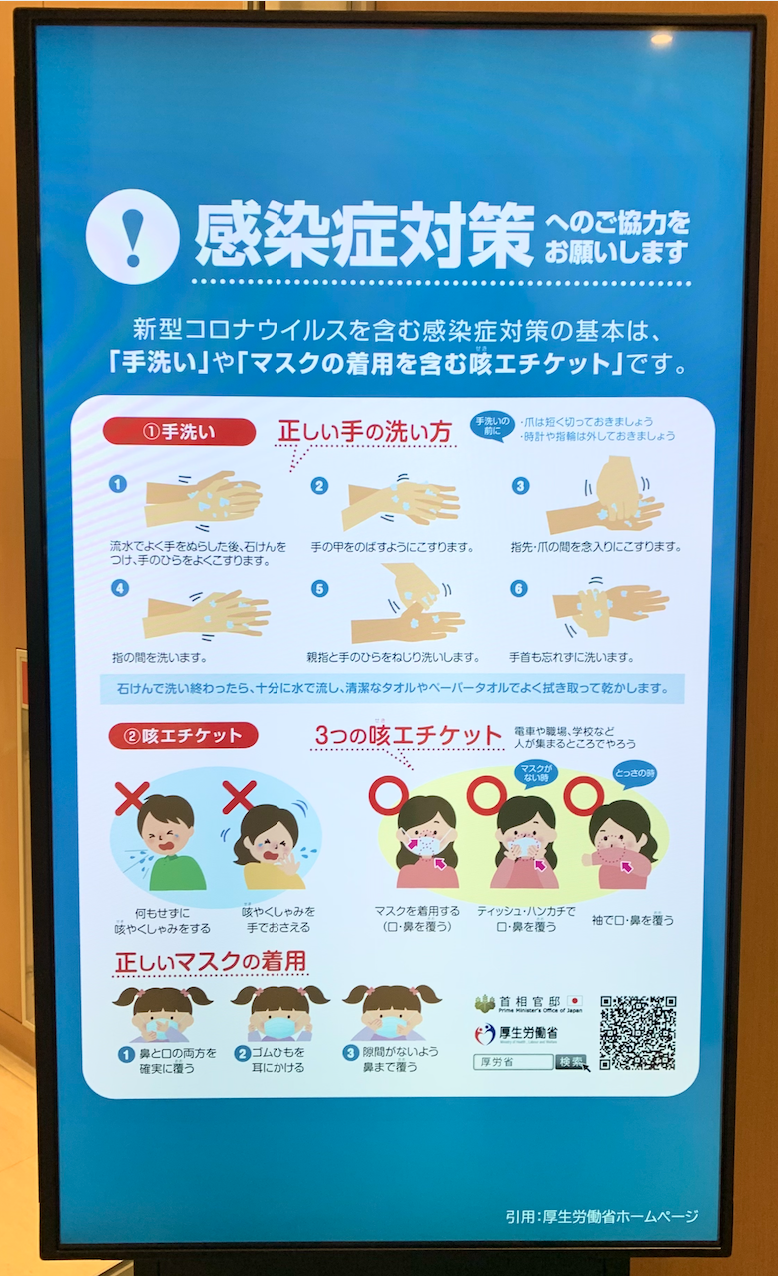 !
感染症対策
へのご協力を
お願いします
新型コロナウイルスを含む感染症対策の基本は、
「手洗い」や「マスクの着用を含む咳エチケット」です。
せき
①手洗い
正しい手の洗い方
手洗いの
前に
・爪は短く切っておきましょう
・時計や指輪は外しておきましょう
1
流水でよく手をぬらした後、石けんを
つけ、手のひらをよくこすります。
2
手の甲をのばすようにこすります。
3
指先・爪の間を念入りにこすります。
4
指の間を洗います。
5
親指と手のひらをねじり洗いします。
6
手首も忘れずに洗います。
石けんで洗い終わったら、十分に水で流し、清潔なタオルやペーパータオルでよく拭き取って乾かします。
②咳エチケット
せき
3つの咳エチケット
電車や職場、学校など
人が集まるところでやろう
何もせずに
せき
咳やくしゃみをする
せき
咳やくしゃみを
手でおさえる
マスクを着用する
(口・鼻を覆う)
マスクが
ない時
ティッシュ・ハンカチで
口・鼻を覆う
とっさの時
袖で口・鼻を覆う
正しいマスクの着用
1 鼻と口の両方を
確実に覆う
2 ゴムひもを
耳にかける
3 隙間がないよう
鼻まで覆う
首相官邸
Prime Minister's Office of Japan
厚生労働省
厚労省 検索
引用：厚生労働省ホームページ